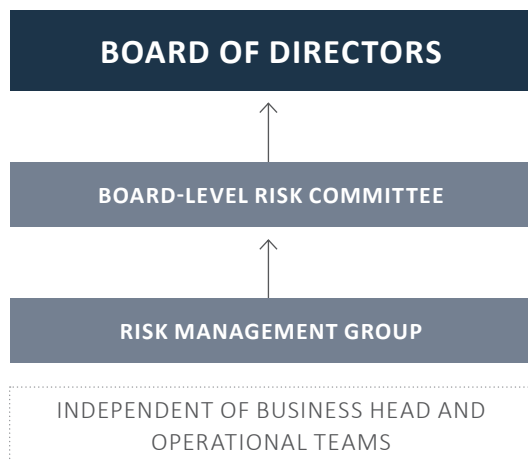 BOARD OF DIRECTORS
BOARD-LEVEL RISK COMMITTEE
RISK MANAGEMENT GROUP
INDEPENDENT OF BUSINESS HEAD AND
OPERATIONAL TEAMS